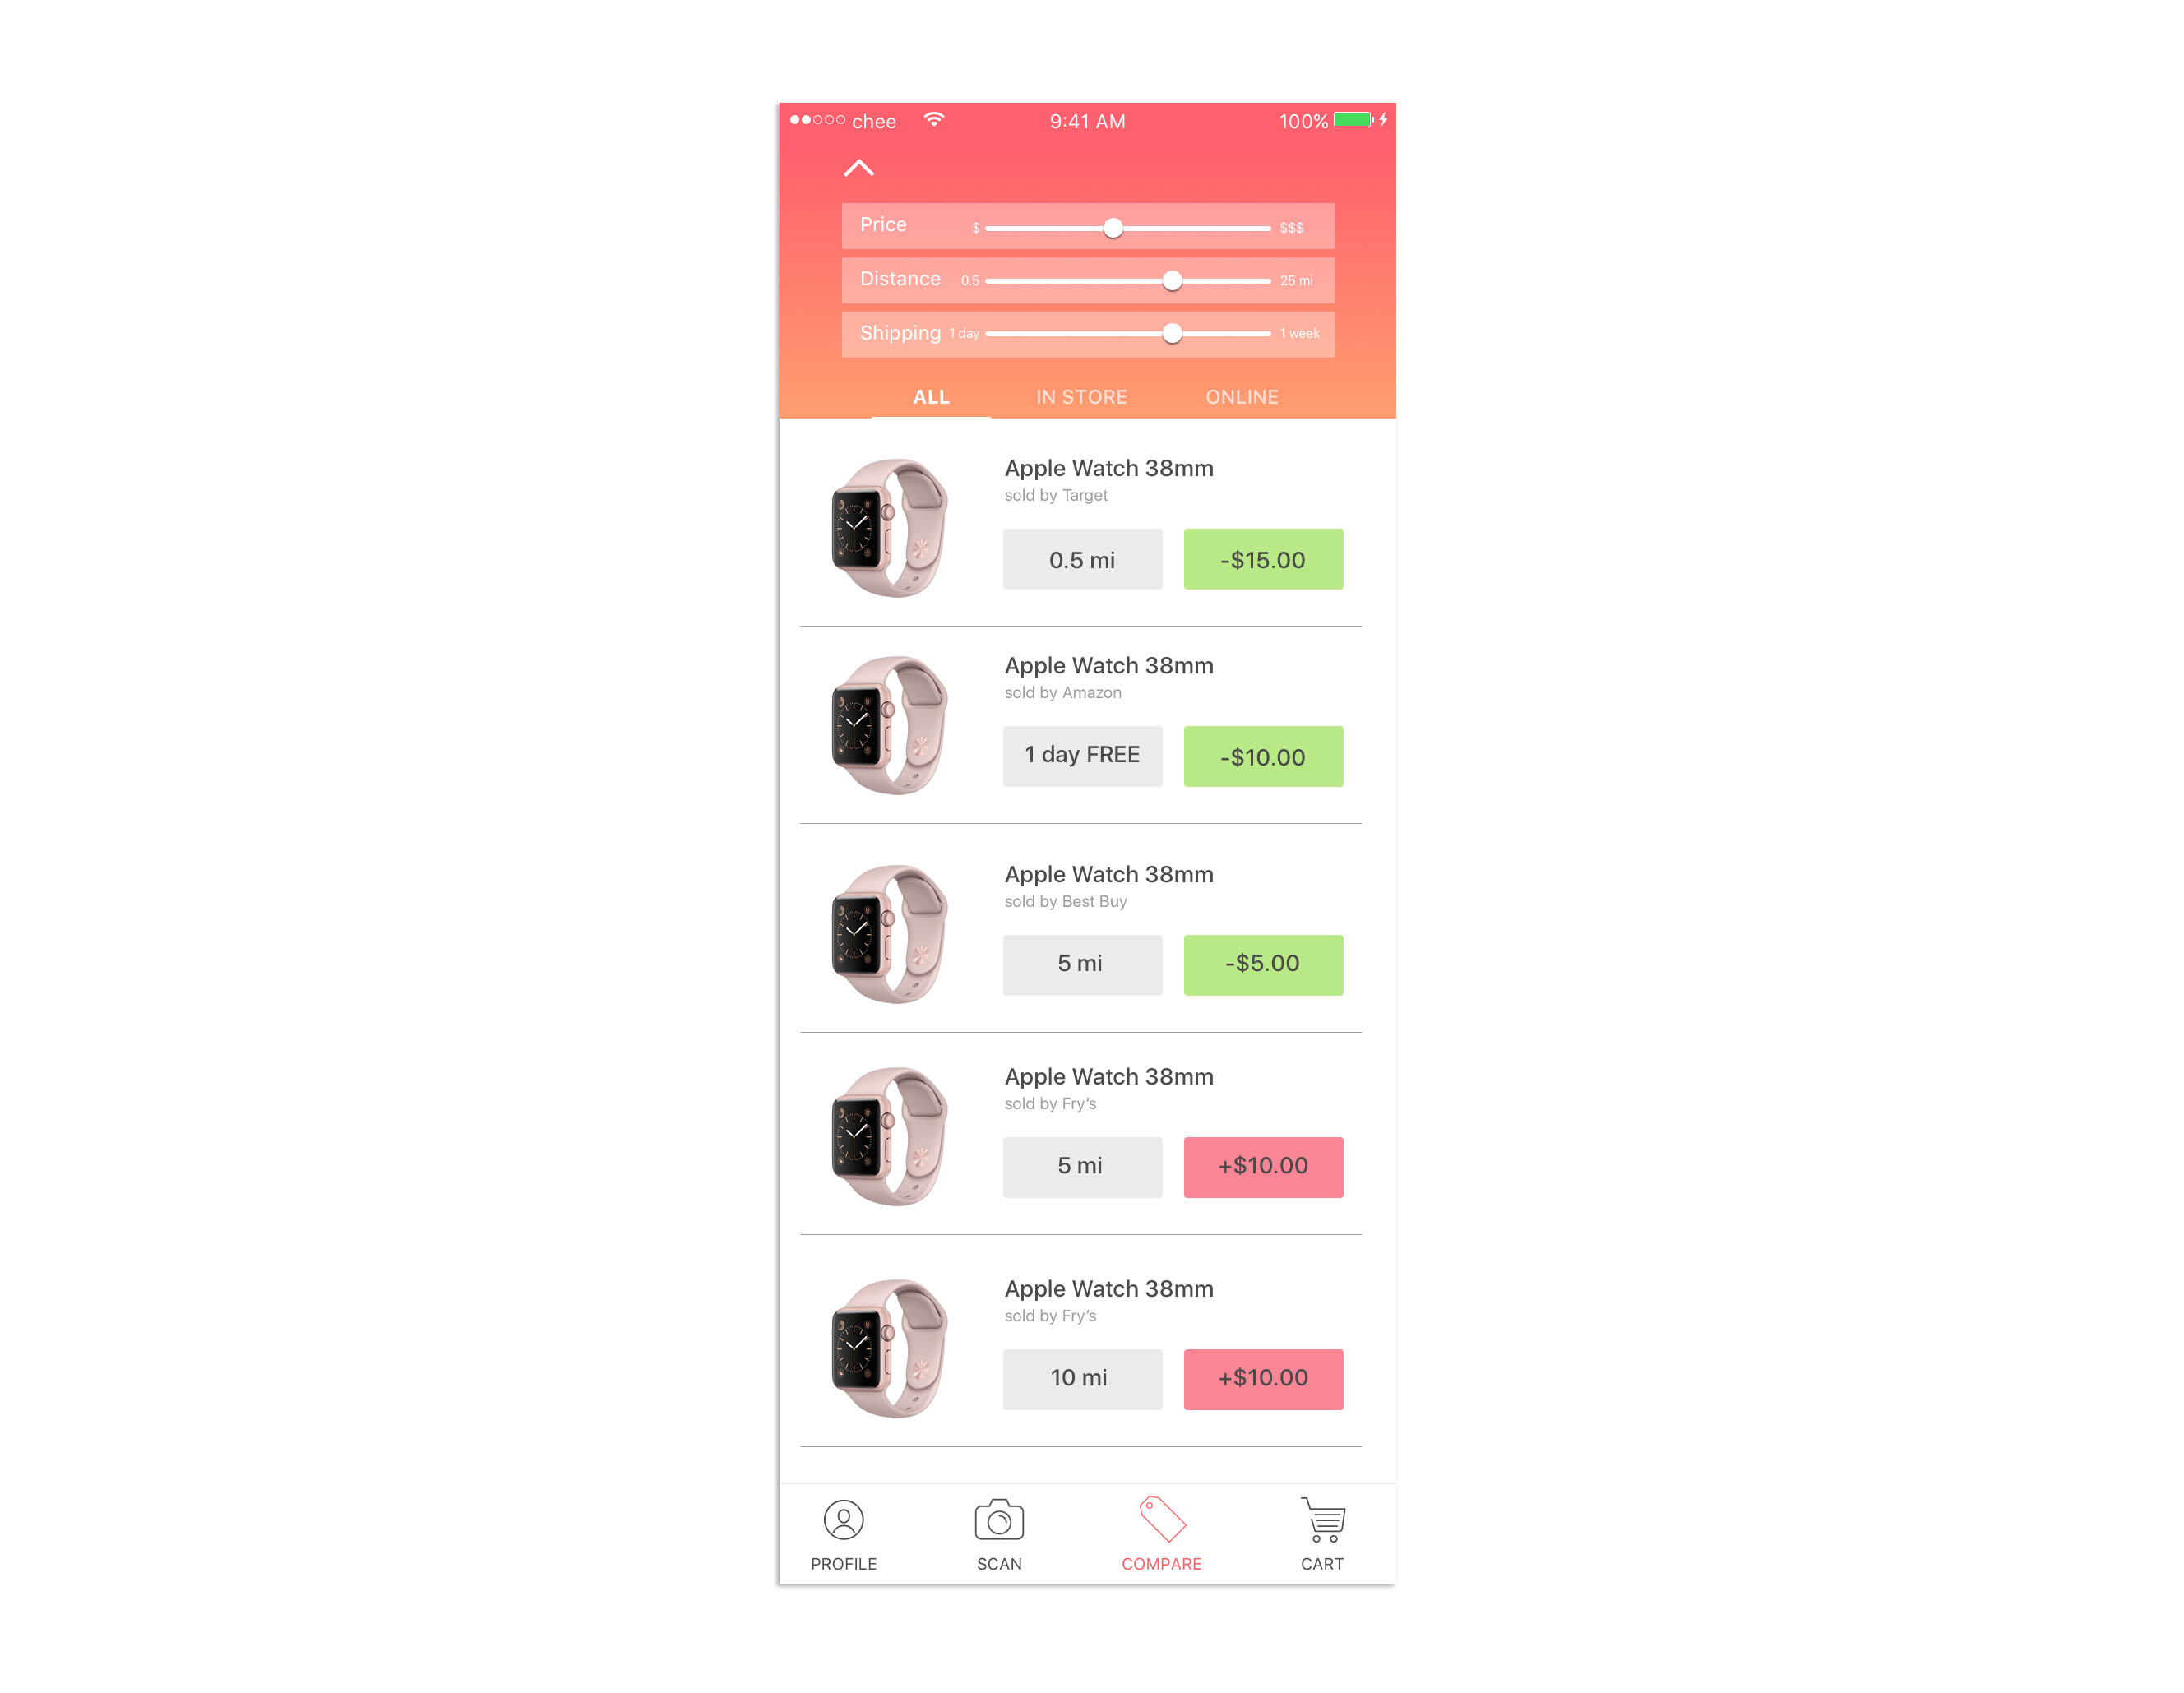 chee 9:41 AM 100%
Price $ $$$
Distance 0.5 25 mi
Shipping 1 day 1 week
ALL IN STORE ONLINE
Apple Watch 38mm
sold by Target
0.5 mi -$15.00
Apple Watch 38mm
sold by Amazon
1 day FREE -$10.00
Apple Watch 38mm
sold by Best Buy
5 mi -$5.00
Apple Watch 38mm
sold by Fry’s
5 mi +$10.00
Apple Watch 38mm
sold by Fry’s
10 mi +$10.00
PROFILE SCAN COMPARE CART